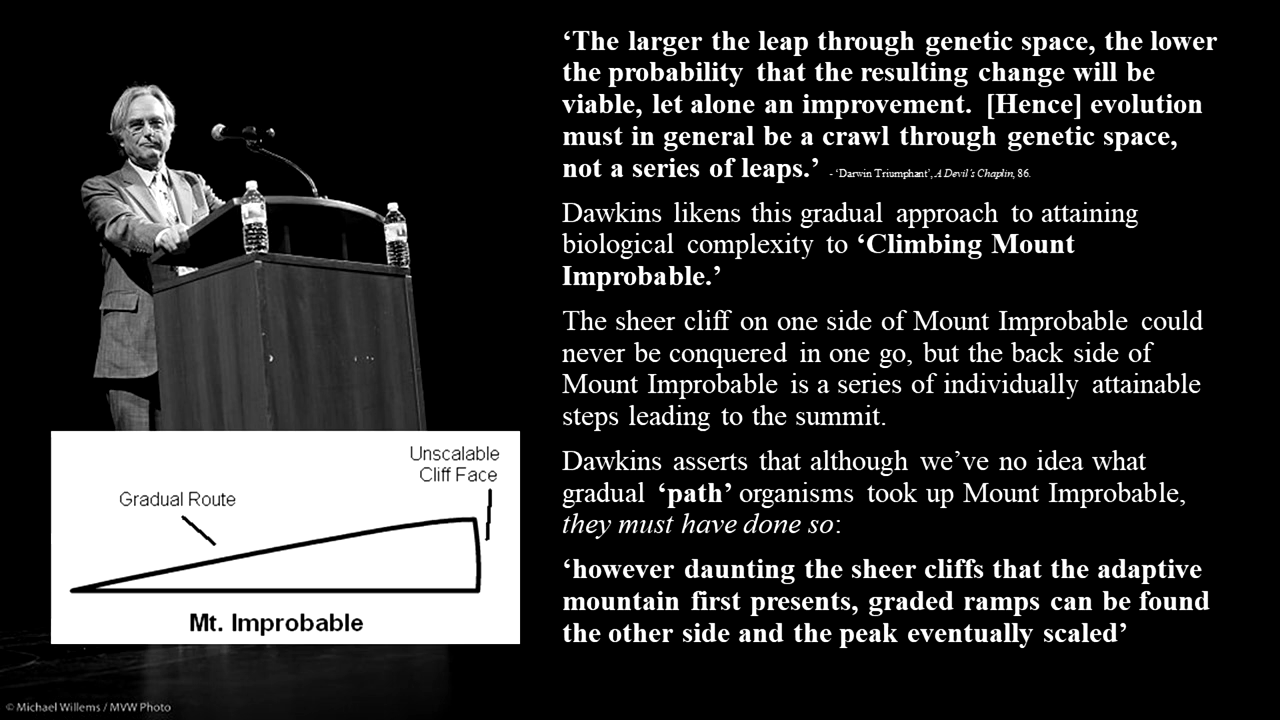 ‘The larger the leap through genetic space, the lower
the probability that the resulting change will be
viable, let alone an improvement. [Hence] evolution
must in general be a crawl through genetic space,
not a series of leaps.’ - ‘Darwin Triumphant’, A Devil’s Chaplin, 86.
Dawkins likens this gradual approach to attaining
biological complexity to ‘Climbing Mount
Improbable.’
The sheer cliff on one side of Mount Improbable could
never be conquered in one go, but the back side of
Mount Improbable is a series of individually attainable
steps leading to the summit.
Dawkins asserts that although we’ve no idea what
gradual ‘path’ organisms took up Mount Improbable,
they must have done so:
‘however daunting the sheer cliffs that the adaptive
mountain first presents, graded ramps can be found
the other side and the peak eventually scaled’
Unscalable
Cliff Face
Gradual Route
Mt. Improbable
© Michael Willems / MVW Photo